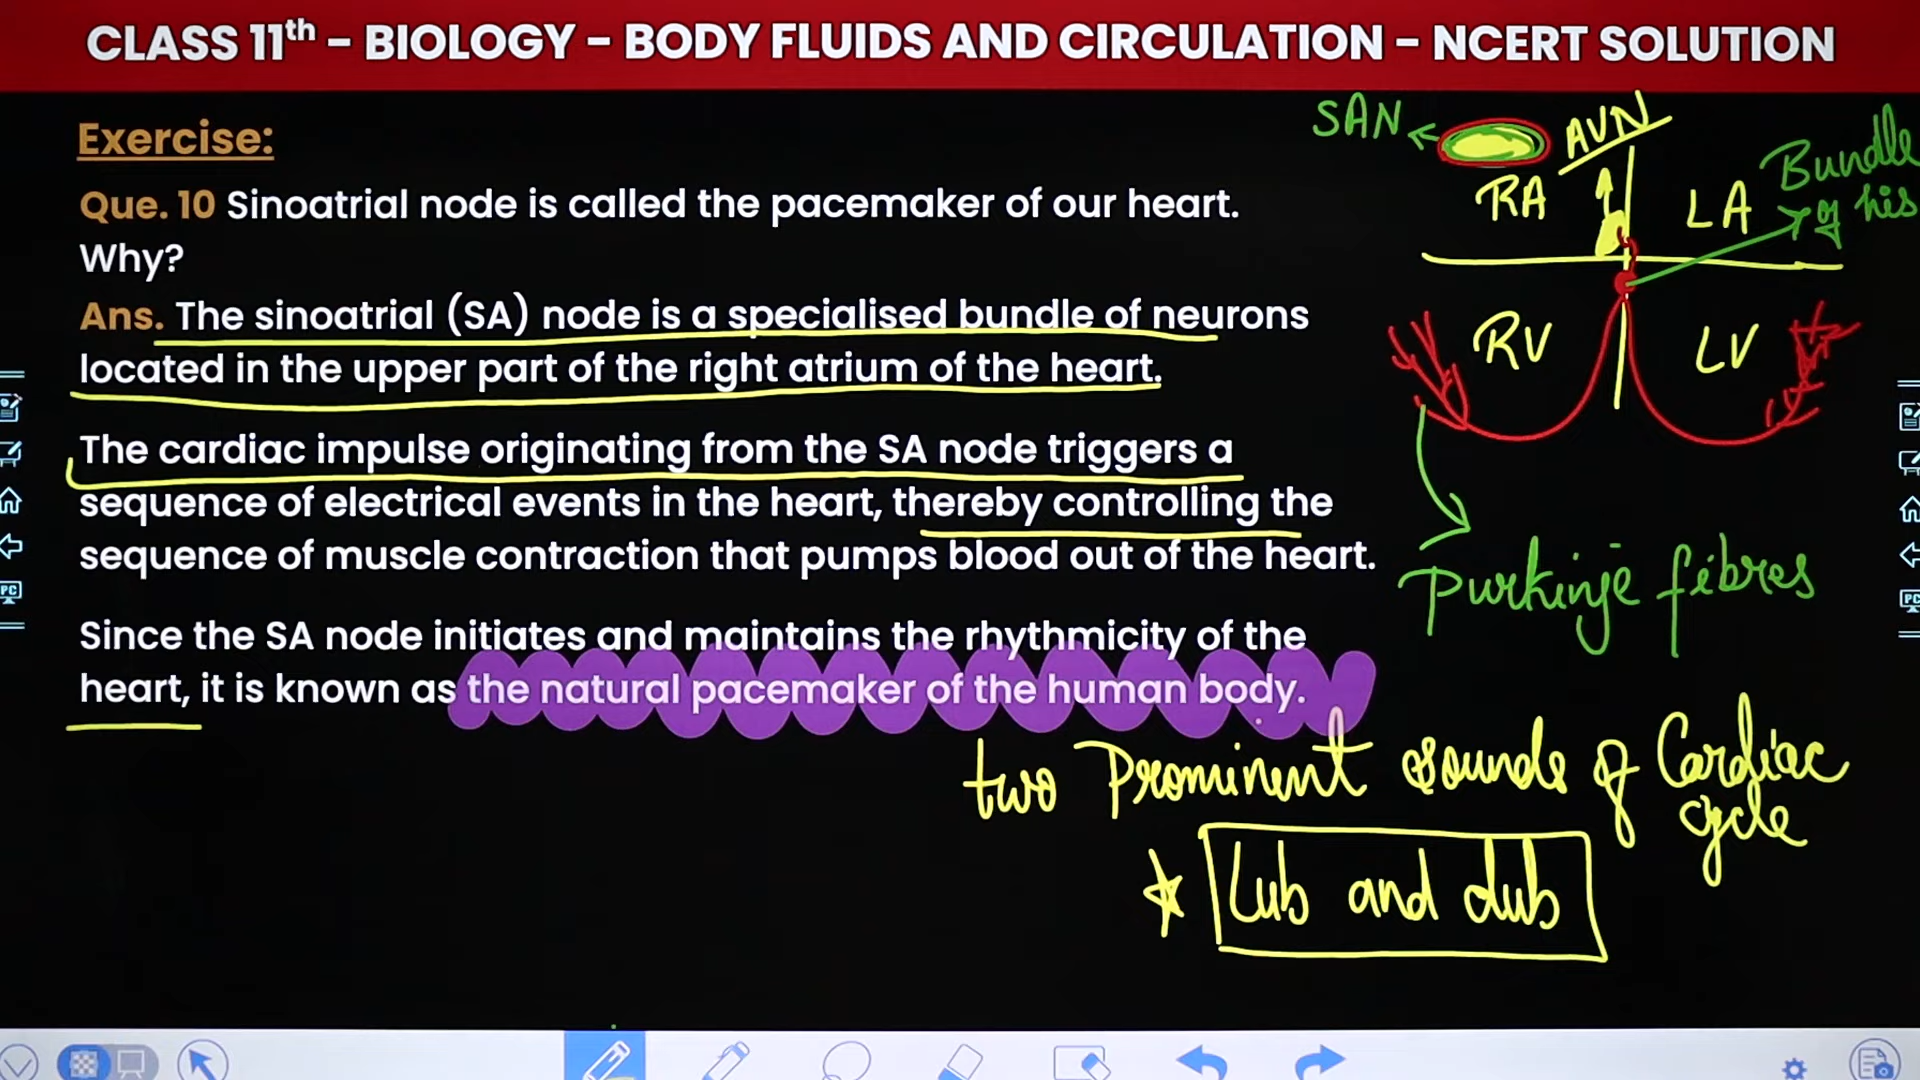 CLASS 11th - BIOLOGY - BODY FLUIDS AND CIRCULATION - NCERT SOLUTION
Exercise:
Que. 10 Sinoatrial node is called the pacemaker of our heart.
Why?
Ans. The sinoatrial (SA) node is a specialised bundle of neurons
located in the upper part of the right atrium of the heart.
The cardiac impulse originating from the SA node triggers a
sequence of electrical events in the heart, thereby controlling the
sequence of muscle contraction that pumps blood out of the heart.
Since the SA node initiates and maintains the rhythmicity of the
heart, it is known as the natural pacemaker of the human body.
SAN
AVN
Bundle
of his
RA
LA
RV
LV
Purkinje fibres
two Prominent sounds of Cardiac
cycle
Lub and dub
PC
PC